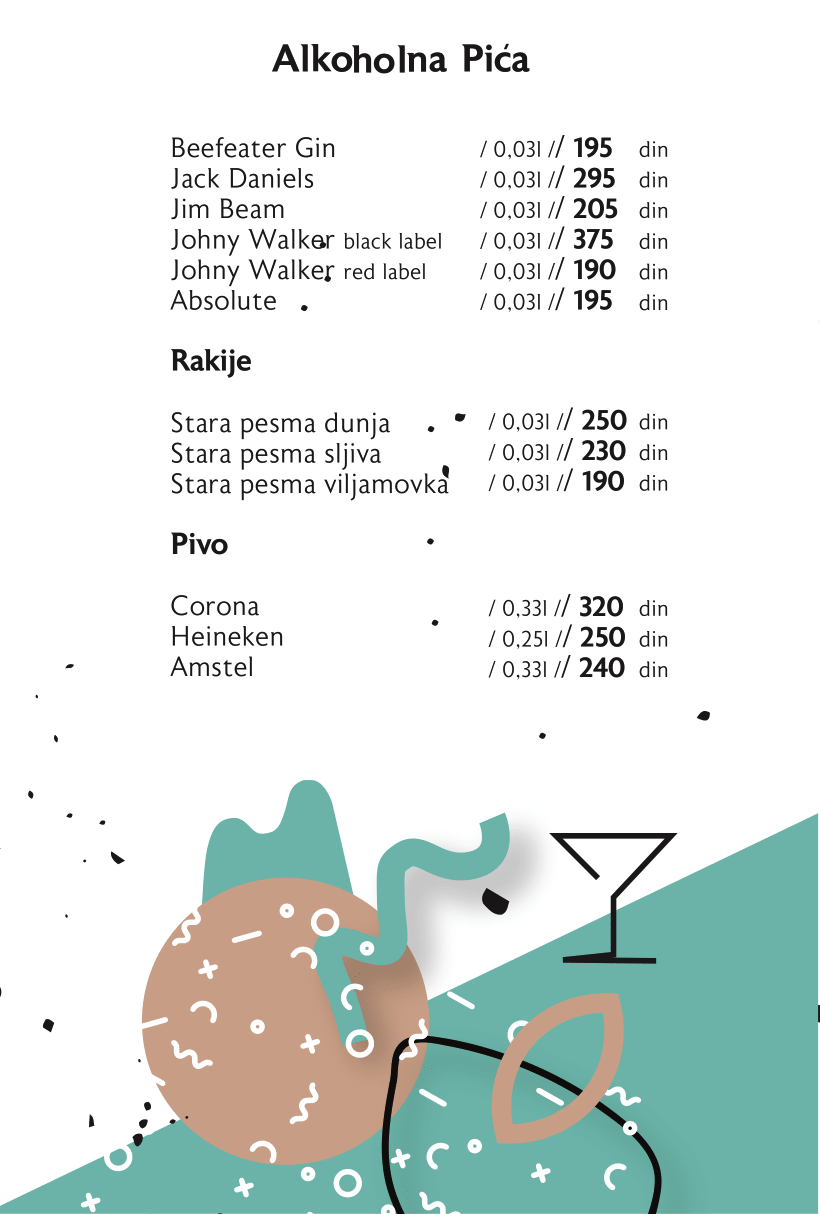 Alkoholna Pića
Beefeater Gin / 0,03l // 195 din
Jack Daniels / 0,03l // 295 din
Jim Beam / 0,03l // 205 din
Johny Walker black label / 0,03l // 375 din
Johny Walker red label / 0,03l // 190 din
Absolute / 0,03l // 195 din
Rakije
Stara pesma dunja / 0,03l // 250 din
Stara pesma sljiva / 0,03l // 230 din
Stara pesma viljamovka / 0,03l // 190 din
Pivo
Corona / 0,33l // 320 din
Heineken / 0,25l // 250 din
Amstel / 0,33l // 240 din